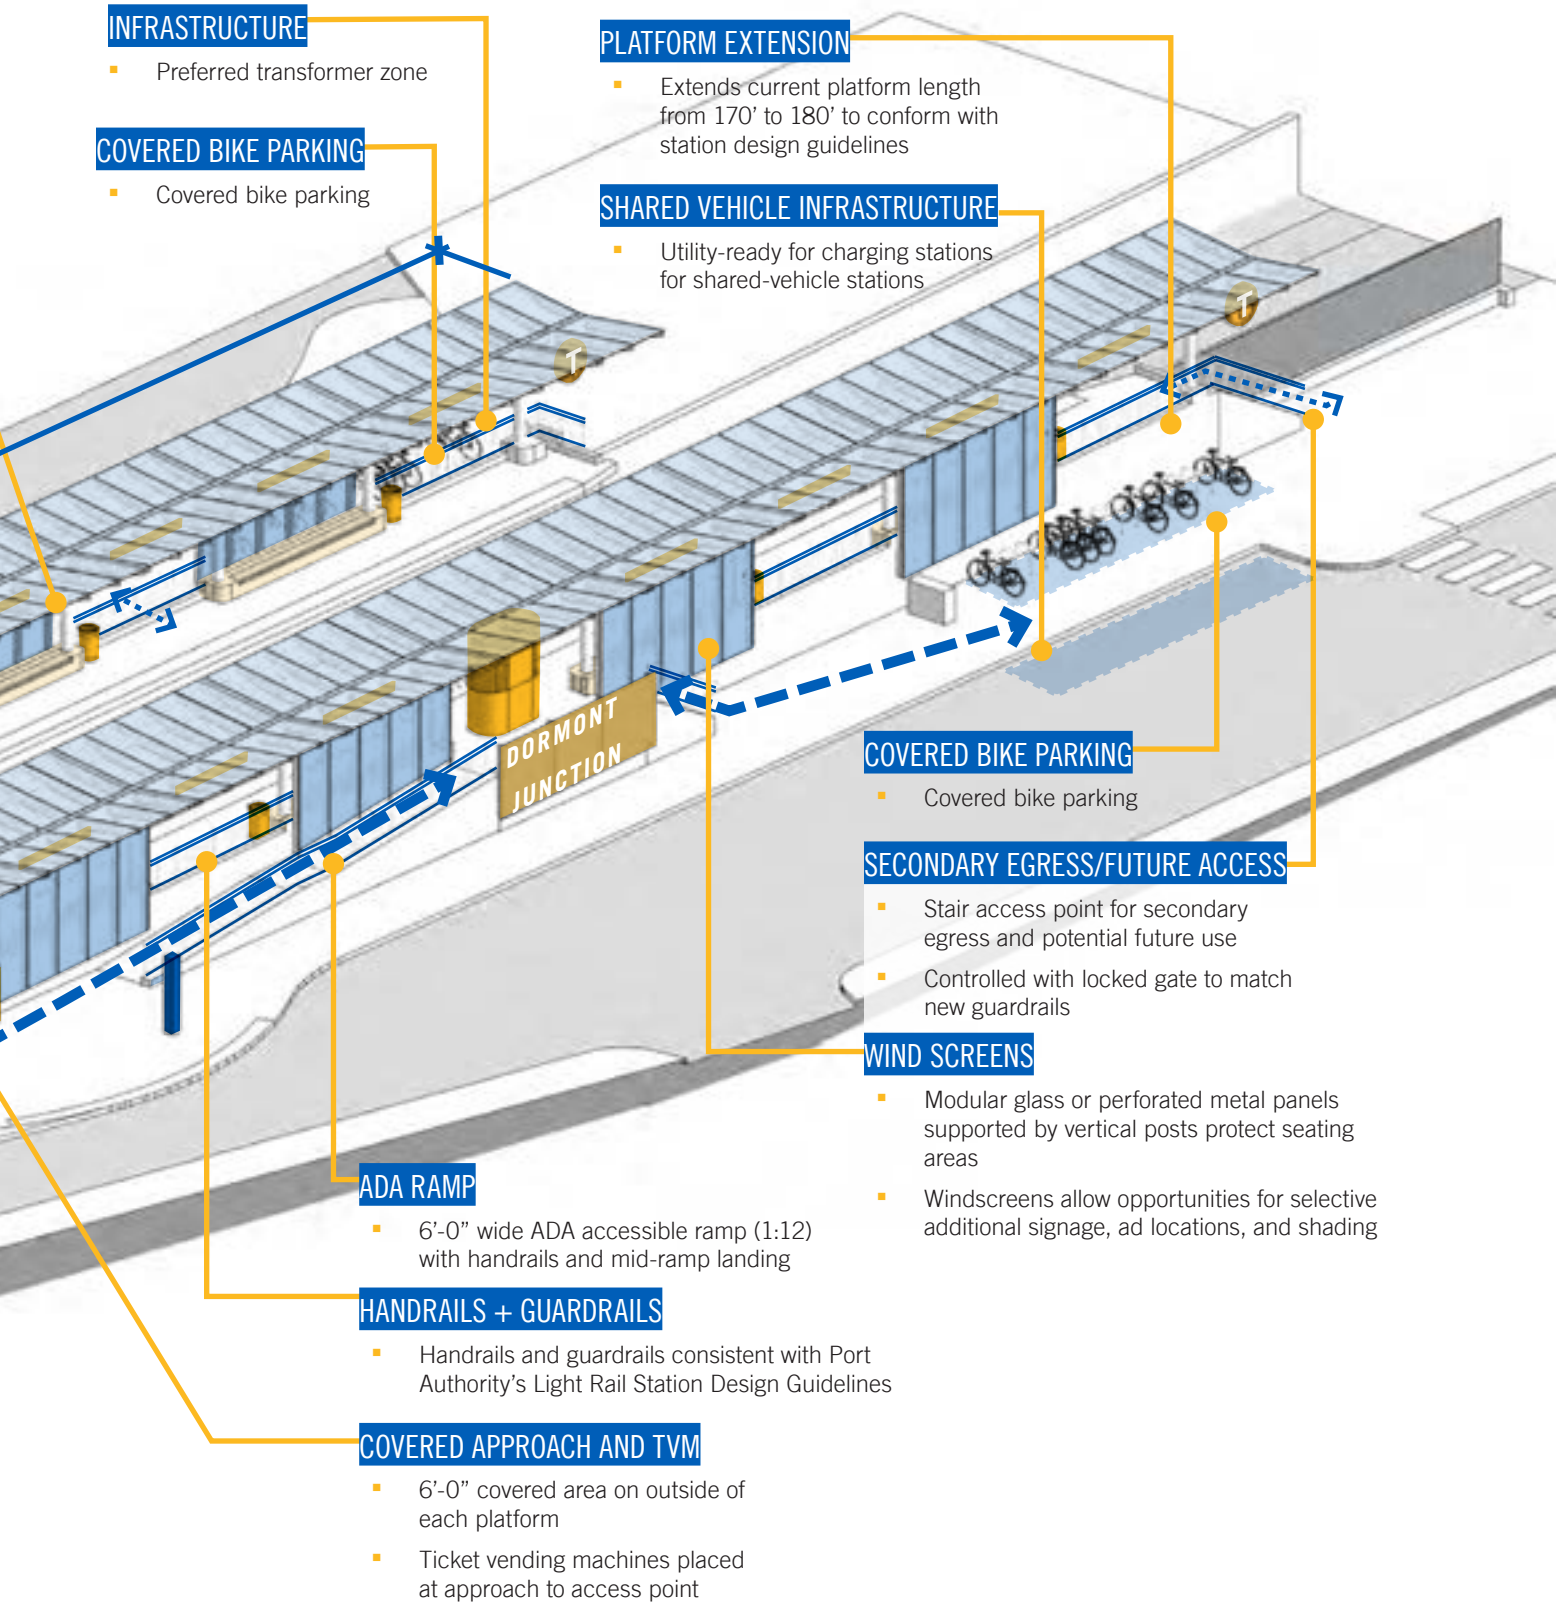 INFRASTRUCTURE
▪ Preferred transformer zone
COVERED BIKE PARKING
▪ Covered bike parking
PLATFORM EXTENSION
▪ Extends current platform length
from 170’ to 180’ to conform with
station design guidelines
SHARED VEHICLE INFRASTRUCTURE
▪ Utility-ready for charging stations
for shared-vehicle stations
T
T
DORMONT
JUNCTION
COVERED BIKE PARKING
▪ Covered bike parking
SECONDARY EGRESS/FUTURE ACCESS
▪ Stair access point for secondary
egress and potential future use
▪ Controlled with locked gate to match
new guardrails
WIND SCREENS
▪ Modular glass or perforated metal panels
supported by vertical posts protect seating
areas
▪ Windscreens allow opportunities for selective
additional signage, ad locations, and shading
ADA RAMP
▪ 6’-0” wide ADA accessible ramp (1:12)
with handrails and mid-ramp landing
HANDRAILS + GUARDRAILS
▪ Handrails and guardrails consistent with Port
Authority’s Light Rail Station Design Guidelines
COVERED APPROACH AND TVM
▪ 6’-0” covered area on outside of
each platform
▪ Ticket vending machines placed
at approach to access point